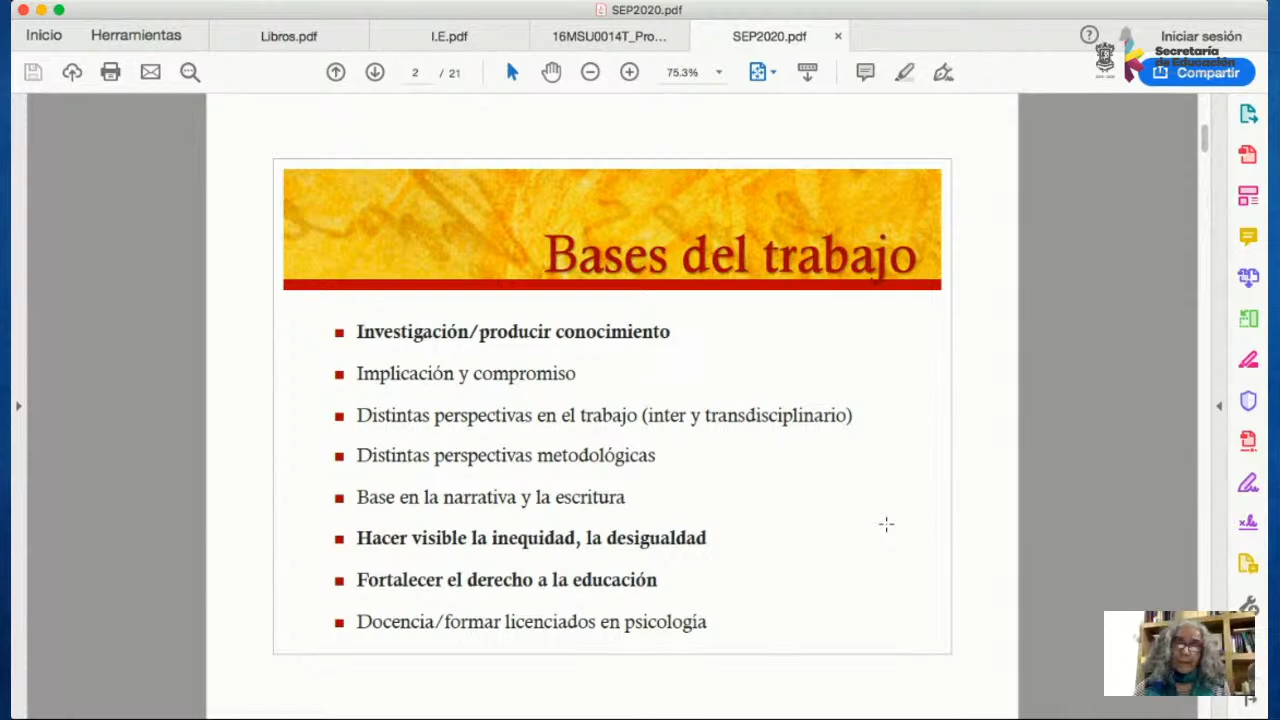 SEP2020.pdf
Inicio
Herramientas
Libros.pdf
I.E.pdf
16MSU0014T_Pro...
SEP2020.pdf
Iniciar sesión
2 / 21
75.3%
Secretaría
de Educación
Compartir
Bases del trabajo
Investigación/producir conocimiento
Implicación y compromiso
Distintas perspectivas en el trabajo (inter y transdisciplinario)
Distintas perspectivas metodológicas
Base en la narrativa y la escritura
Hacer visible la inequidad, la desigualdad
Fortalecer el derecho a la educación
Docencia/formar licenciados en psicología